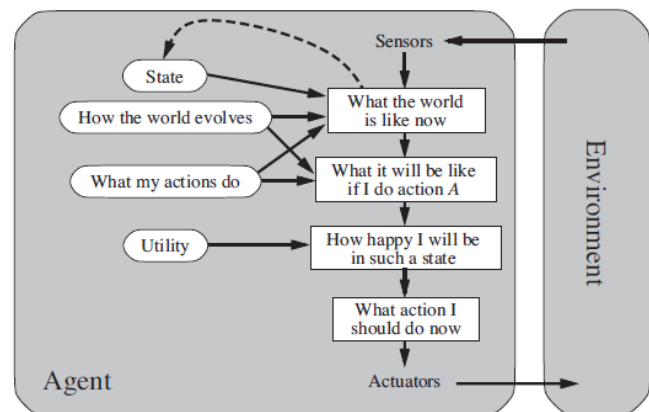 Sensors
State
What the world
is like now
How the world evolves
What it will be like
if I do action A
What my actions do
Utility
How happy I will be
in such a state
What action I
should do now
Agent
Actuators
Environment